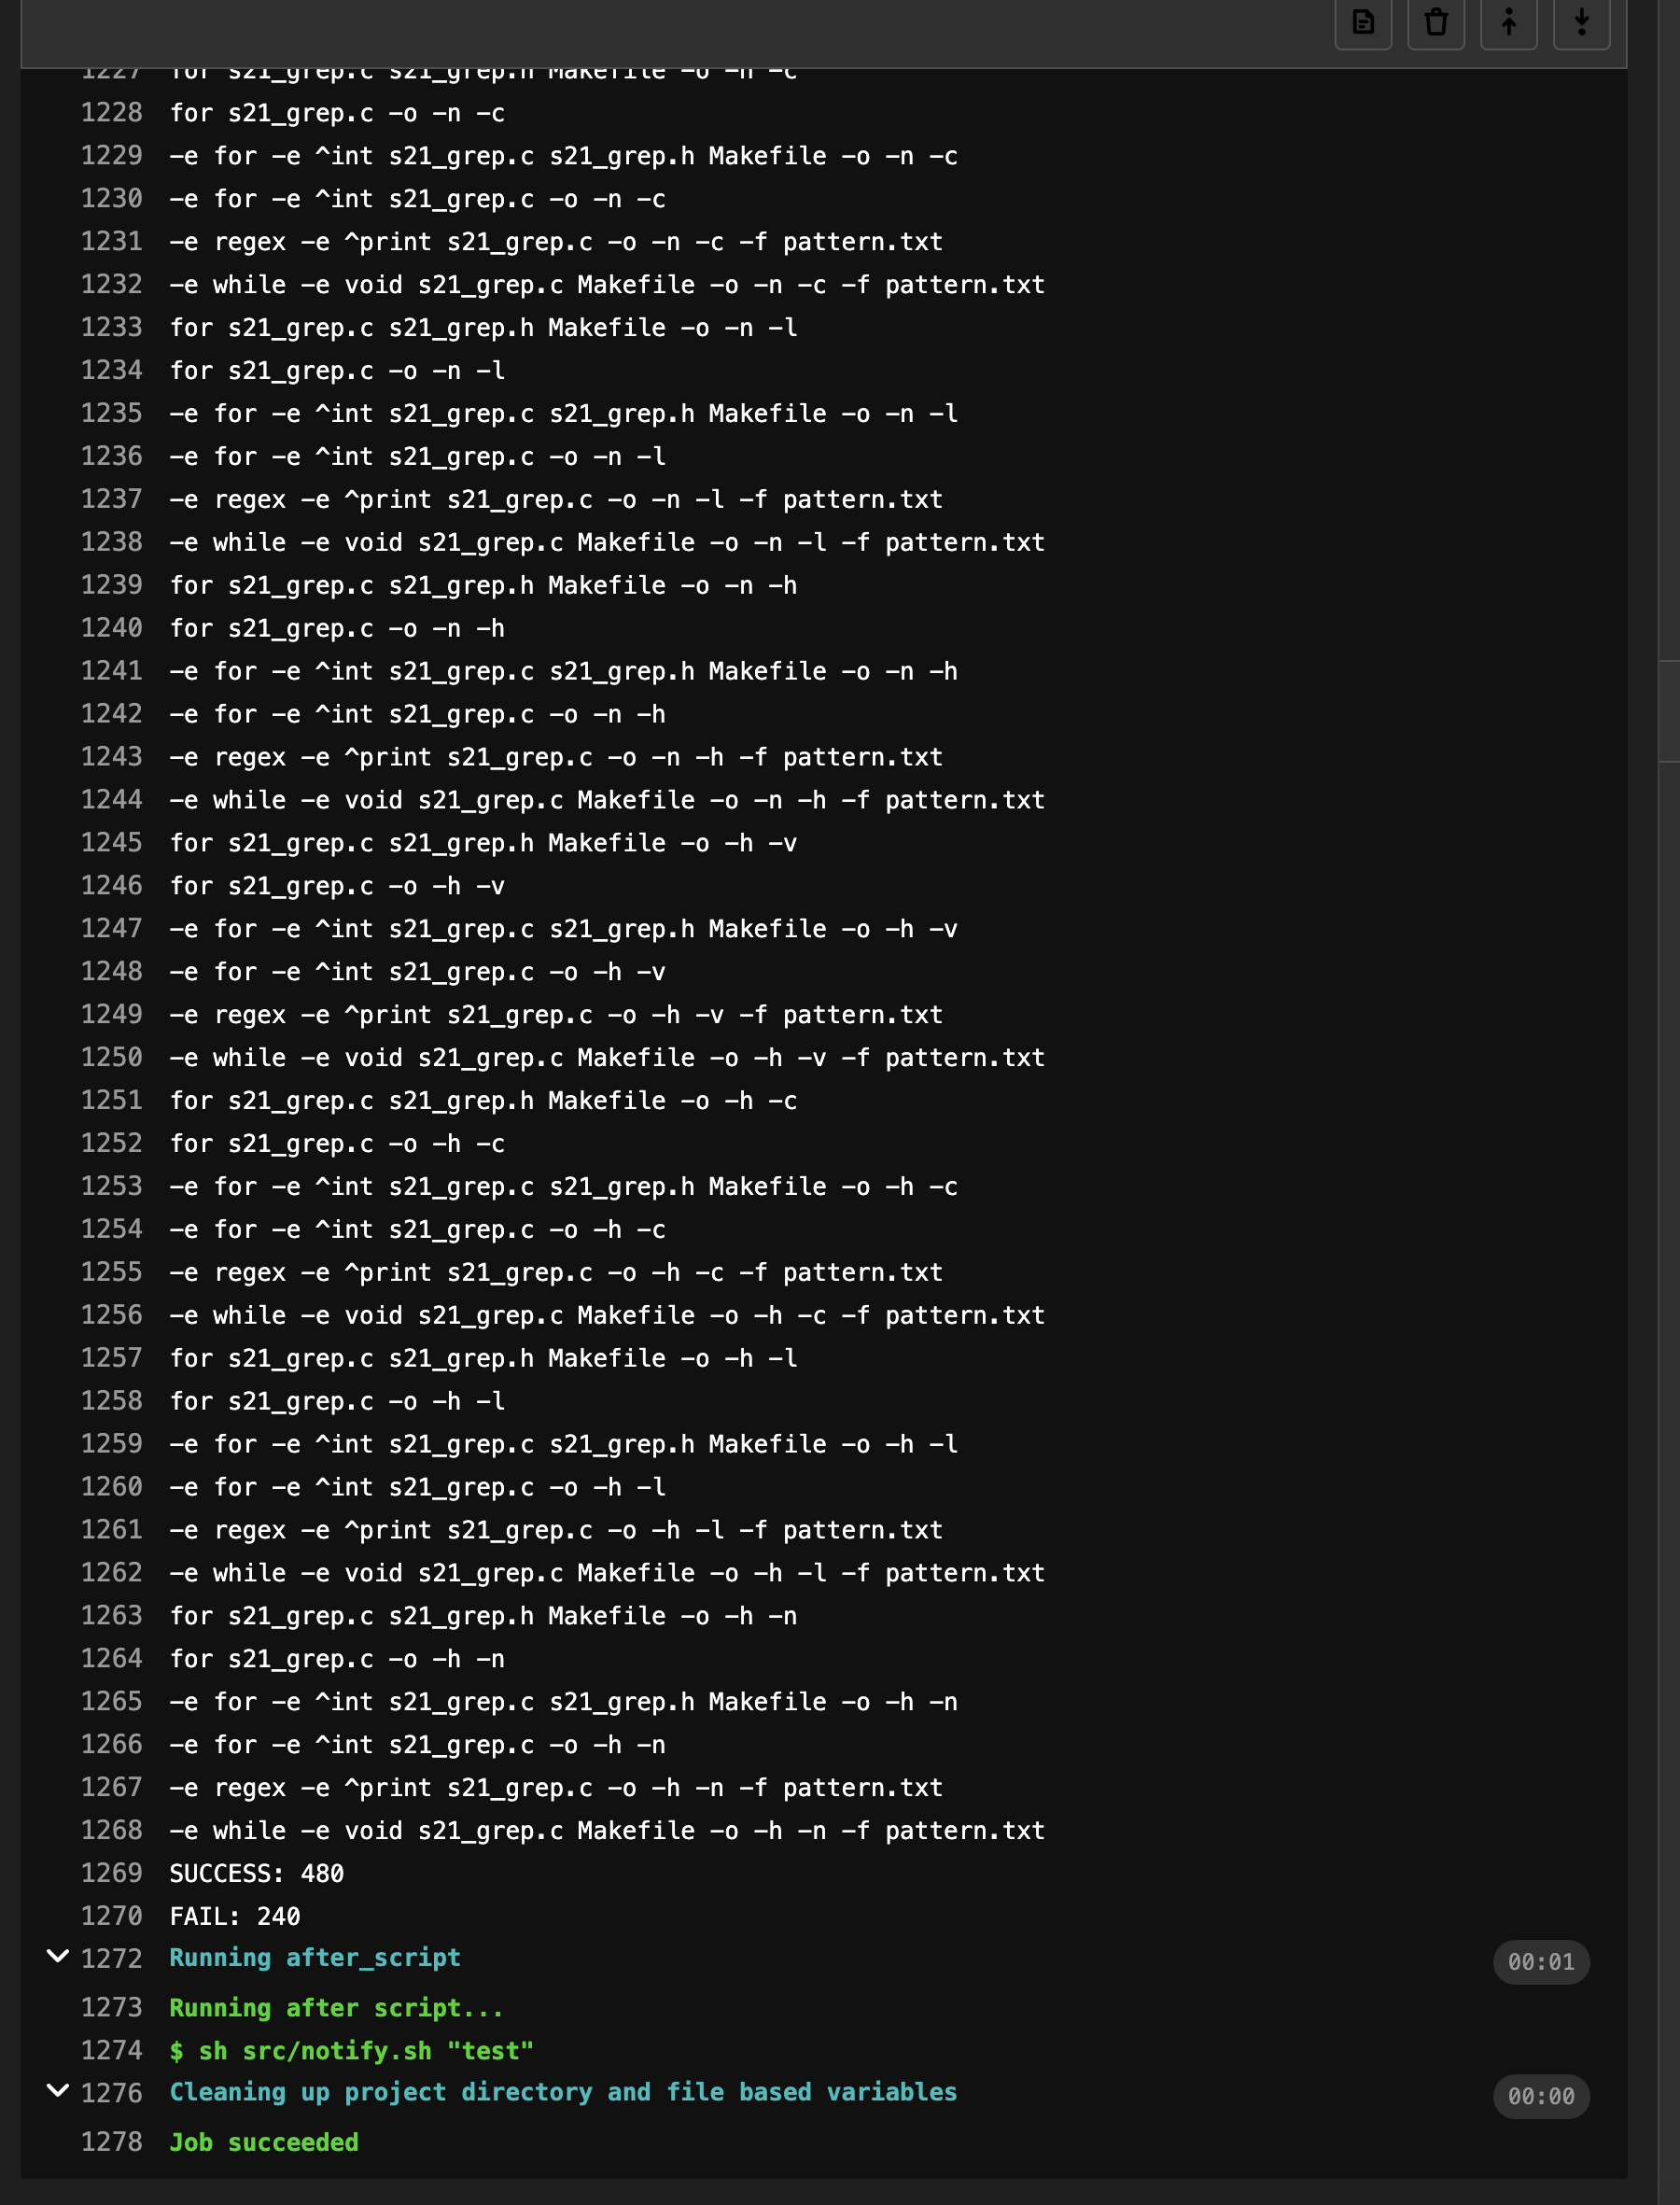 1227 for s21_grep.c s21_grep.h Makefile -o -n -c
1228 for s21_grep.c -o -n -c
1229 -e for -e ^int s21_grep.c s21_grep.h Makefile -o -n -c
1230 -e for -e ^int s21_grep.c -o -n -c
1231 -e regex -e ^print s21_grep.c -o -n -c -f pattern.txt
1232 -e while -e void s21_grep.c Makefile -o -n -c -f pattern.txt
1233 for s21_grep.c s21_grep.h Makefile -o -n -l
1234 for s21_grep.c -o -n -l
1235 -e for -e ^int s21_grep.c s21_grep.h Makefile -o -n -l
1236 -e for -e ^int s21_grep.c -o -n -l
1237 -e regex -e ^print s21_grep.c -o -n -l -f pattern.txt
1238 -e while -e void s21_grep.c Makefile -o -n -l -f pattern.txt
1239 for s21_grep.c s21_grep.h Makefile -o -n -h
1240 for s21_grep.c -o -n -h
1241 -e for -e ^int s21_grep.c s21_grep.h Makefile -o -n -h
1242 -e for -e ^int s21_grep.c -o -n -h
1243 -e regex -e ^print s21_grep.c -o -n -h -f pattern.txt
1244 -e while -e void s21_grep.c Makefile -o -n -h -f pattern.txt
1245 for s21_grep.c s21_grep.h Makefile -o -h -v
1246 for s21_grep.c -o -h -v
1247 -e for -e ^int s21_grep.c s21_grep.h Makefile -o -h -v
1248 -e for -e ^int s21_grep.c -o -h -v
1249 -e regex -e ^print s21_grep.c -o -h -v -f pattern.txt
1250 -e while -e void s21_grep.c Makefile -o -h -v -f pattern.txt
1251 for s21_grep.c s21_grep.h Makefile -o -h -c
1252 for s21_grep.c -o -h -c
1253 -e for -e ^int s21_grep.c s21_grep.h Makefile -o -h -c
1254 -e for -e ^int s21_grep.c -o -h -c
1255 -e regex -e ^print s21_grep.c -o -h -c -f pattern.txt
1256 -e while -e void s21_grep.c Makefile -o -h -c -f pattern.txt
1257 for s21_grep.c s21_grep.h Makefile -o -h -l
1258 for s21_grep.c -o -h -l
1259 -e for -e ^int s21_grep.c s21_grep.h Makefile -o -h -l
1260 -e for -e ^int s21_grep.c -o -h -l
1261 -e regex -e ^print s21_grep.c -o -h -l -f pattern.txt
1262 -e while -e void s21_grep.c Makefile -o -h -l -f pattern.txt
1263 for s21_grep.c s21_grep.h Makefile -o -h -n
1264 for s21_grep.c -o -h -n
1265 -e for -e ^int s21_grep.c s21_grep.h Makefile -o -h -n
1266 -e for -e ^int s21_grep.c -o -h -n
1267 -e regex -e ^print s21_grep.c -o -h -n -f pattern.txt
1268 -e while -e void s21_grep.c Makefile -o -h -n -f pattern.txt
1269 SUCCESS: 480
1270 FAIL: 240
1272 Running after_script 00:01
1273 Running after script...
1274 $ sh src/notify.sh "test"
1276 Cleaning up project directory and file based variables 00:00
1278 Job succeeded